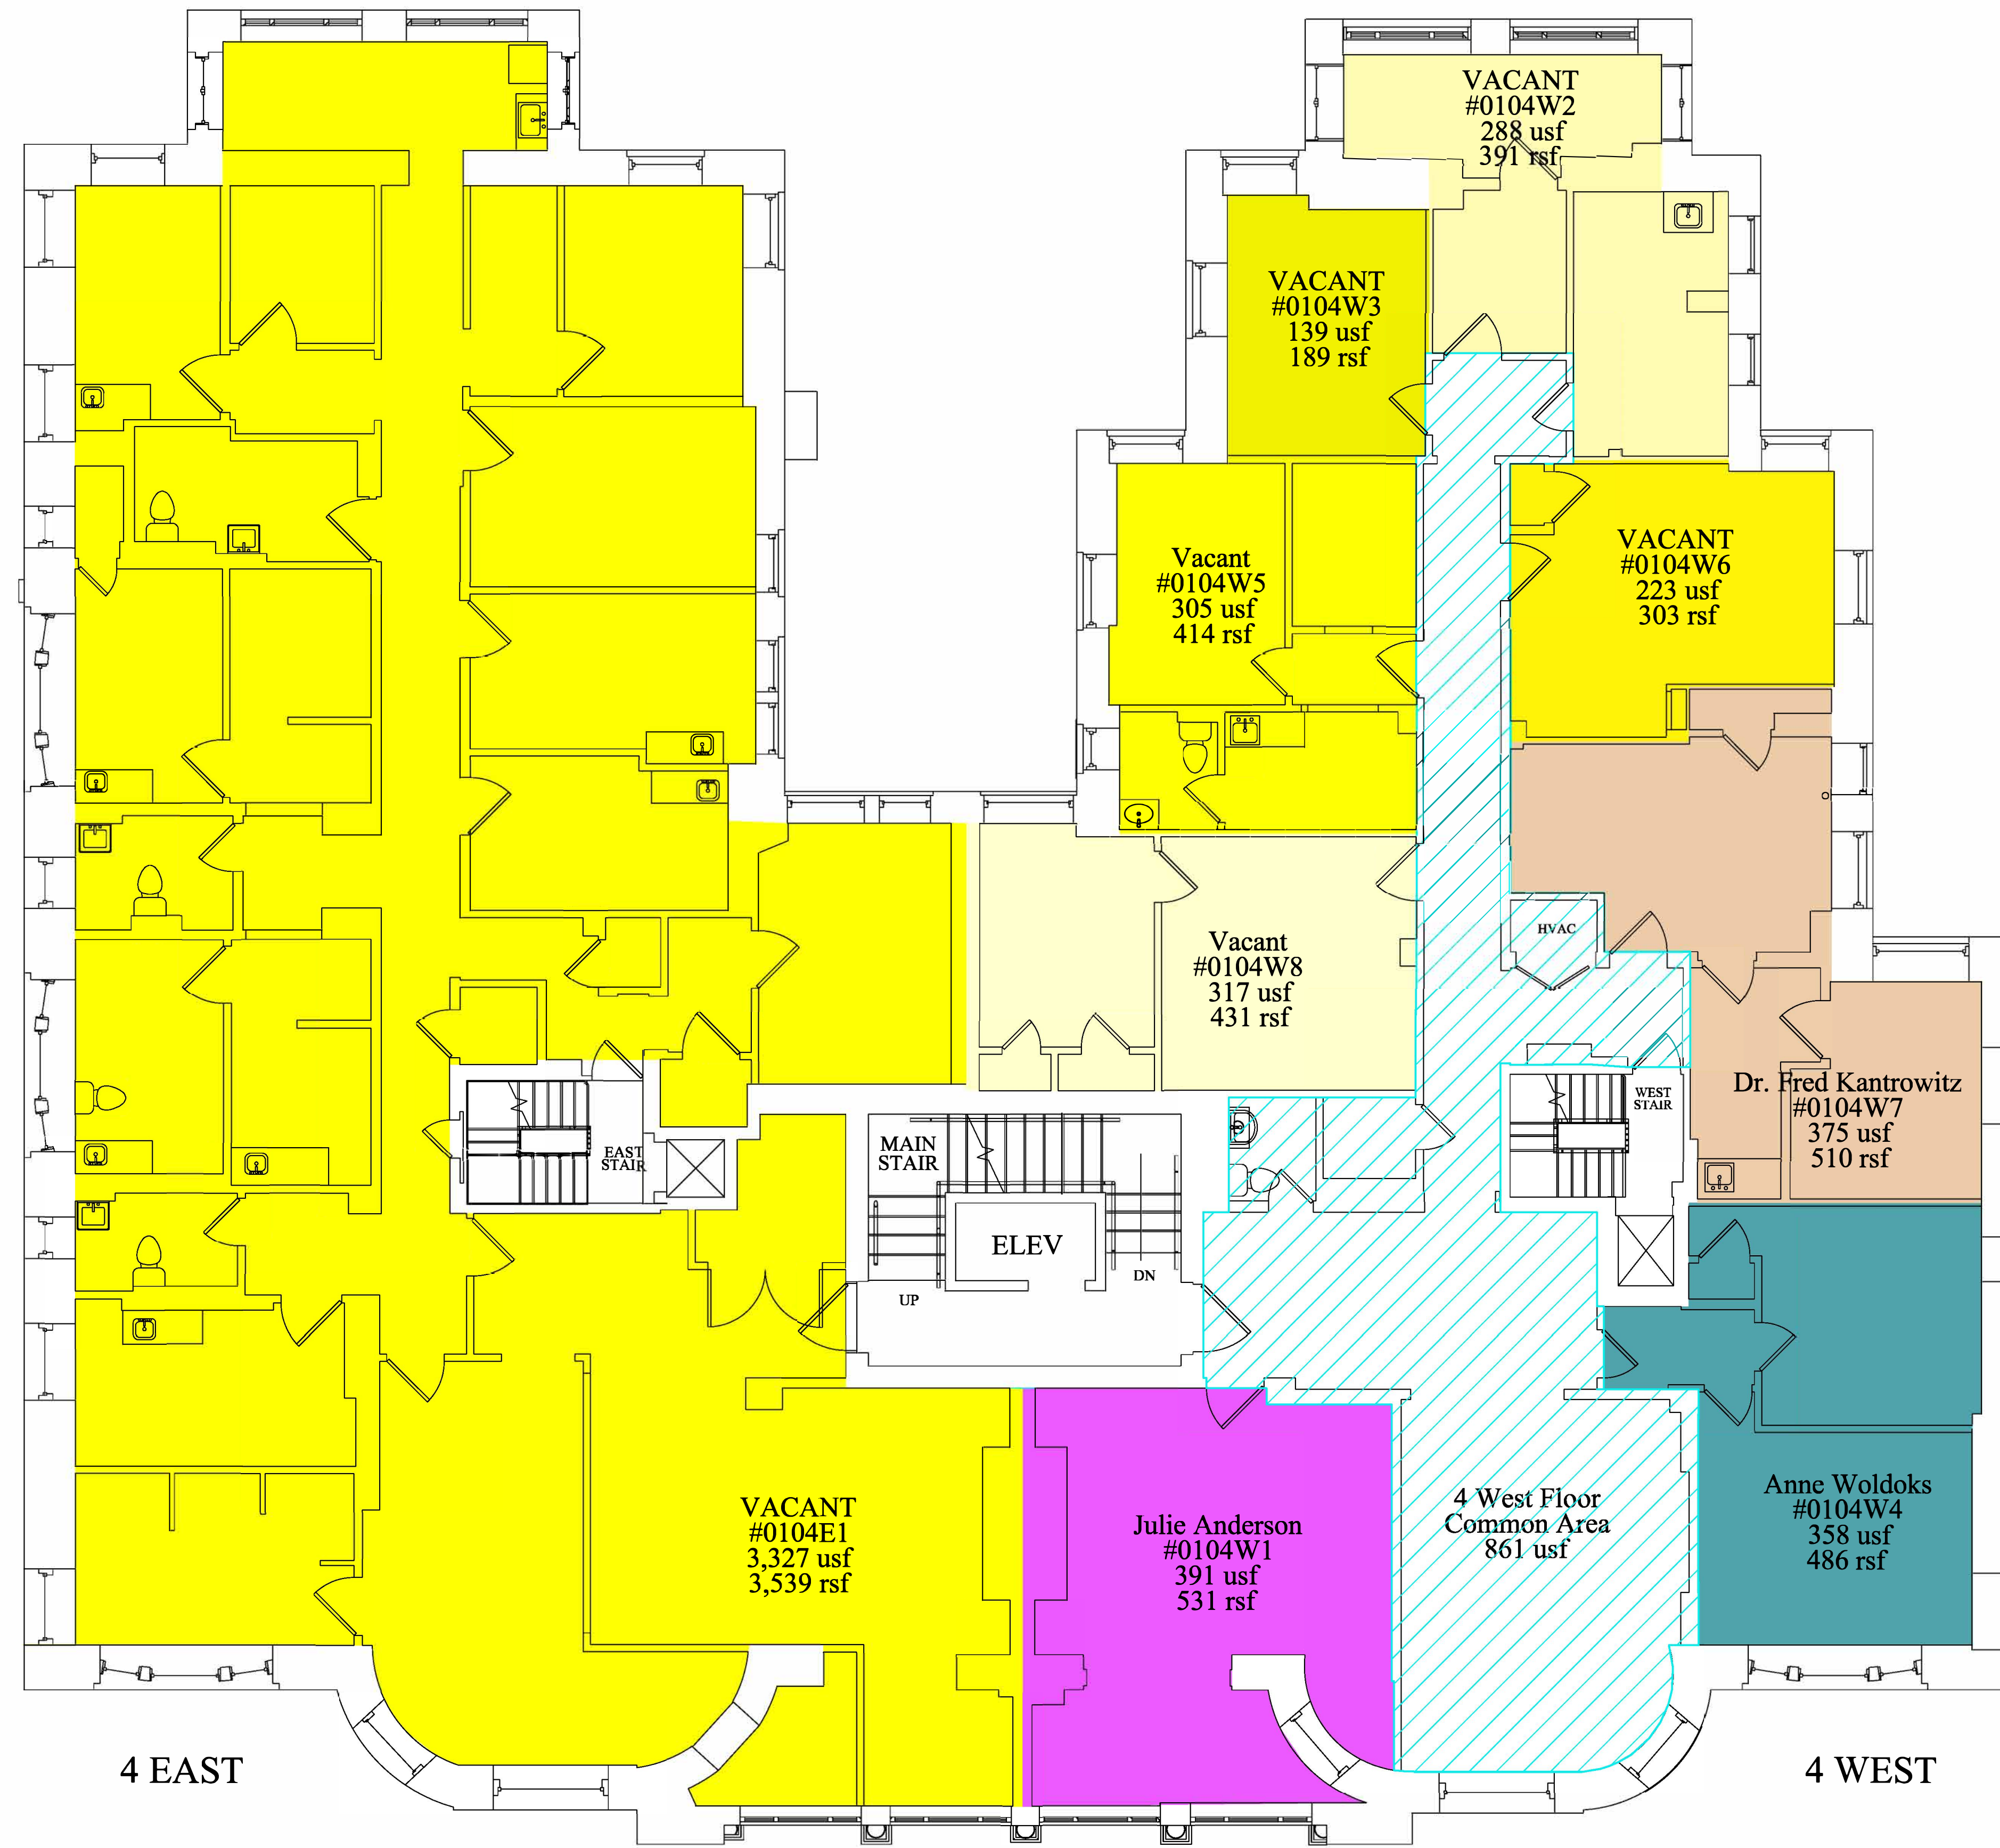 VACANT
#0104W2
288 usf
391 rsf
VACANT
#0104W3
139 usf
189 rsf
Vacant
#0104W5
305 usf
414 rsf
VACANT
#0104W6
223 usf
303 rsf
Vacant
#0104W8
317 usf
431 rsf
HVAC
Dr. Fred Kantrowitz
#0104W7
375 usf
510 rsf
WEST
STAIR
EAST
STAIR
MAIN
STAIR
ELEV
UP
DN
VACANT
#0104E1
3,327 usf
3,539 rsf
Julie Anderson
#0104W1
391 usf
531 rsf
4 West Floor
Common Area
861 usf
Anne Woldoks
#0104W4
358 usf
486 rsf
4 EAST
4 WEST